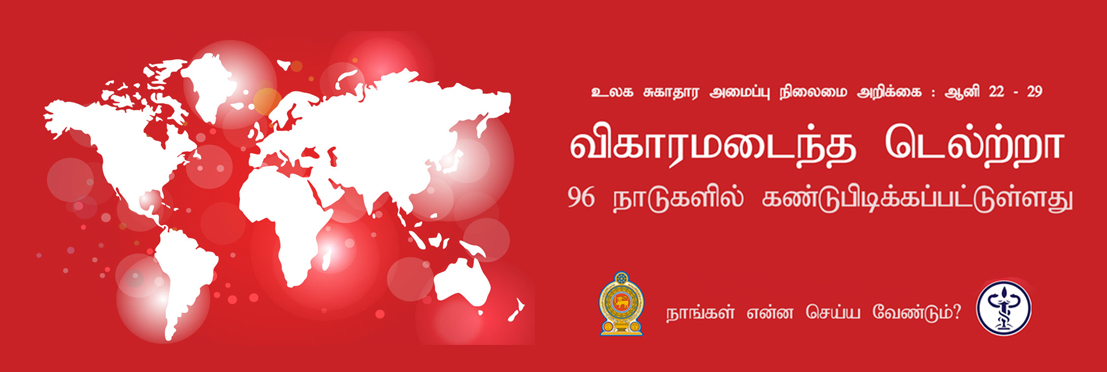 உலக சுகாதார அமைப்பு நிலைமை அறிக்கை : ஆனி 22 - 29
விகாரமடைந்த டெல்ற்றா
96 நாடுகளில் கண்டுபிடிக்கப்பட்டுள்ளது
நாங்கள் என்ன செய்ய வேண்டும்?